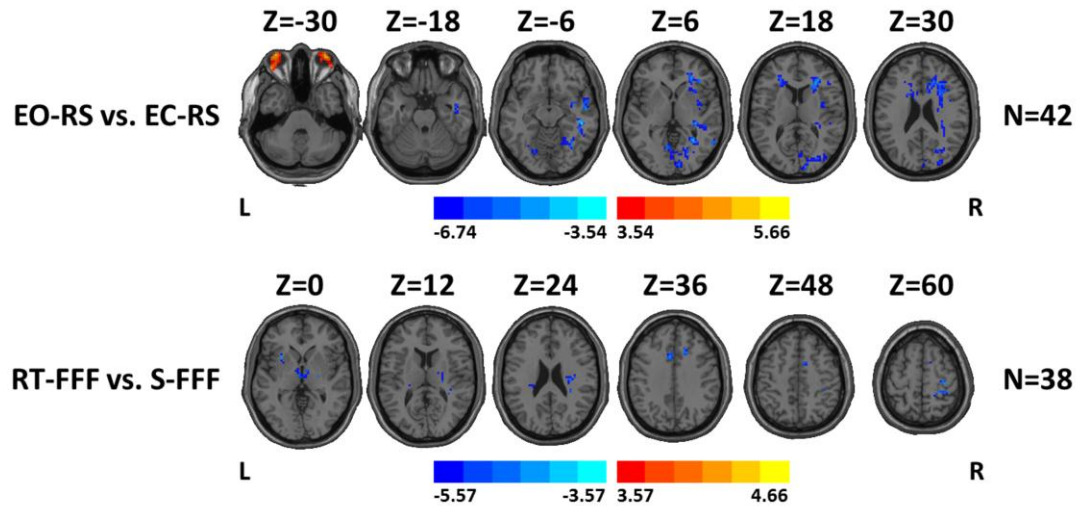 Z=-30 Z=-18 Z=-6 Z=6 Z=18 Z=30
EO-RS vs. EC-RS N=42
L R
-6.74 -3.54 3.54 5.66
Z=0 Z=12 Z=24 Z=36 Z=48 Z=60
RT-FFF vs. S-FFF N=38
L R
-5.57 -3.57 3.57 4.66